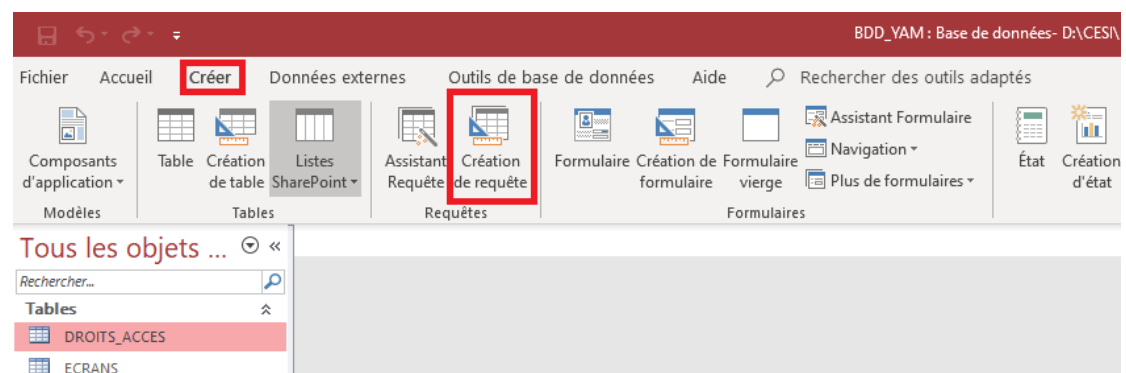 BDD_YAM : Base de données- D:\CESI\
Fichier Accueil Créer Données externes Outils de base de données Aide Rechercher des outils adaptés
Composants d'application
Table
Création de table
Listes SharePoint
Assistant Requête
Création de requête
Formulaire
Création de formulaire
Formulaire vierge
Assistant Formulaire
Navigation
Plus de formulaires
État
Création d'état
Modèles
Tables
Requêtes
Formulaires
Tous les objets ...
Rechercher...
Tables
DROITS_ACCES
ECRANS